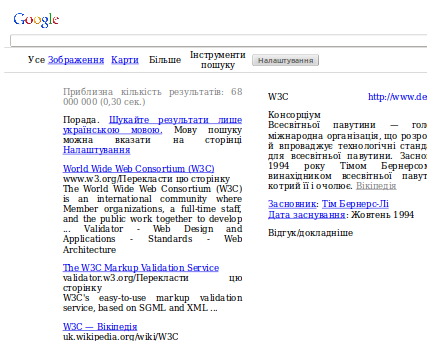 Google
Усе Зображення Карти Більше Інструменти пошуку Налаштування
Приблизна кількість результатів: 68
000 000 (0,30 сек.)
Порада. Шукайте результати лише
українською мовою. Мову пошуку
можна вказати на сторінці
Налаштування
World Wide Web Consortium (W3C)
www.w3.org/Перекласти цю сторінку
The World Wide Web Consortium (W3C)
is an international community where
Member organizations, a full-time staff,
and the public work together to develop
... Validator - Web Design and
Applications - Standards - Web
Architecture
The W3C Markup Validation Service
validator.w3.org/Перекласти цю
сторінку
W3C's easy-to-use markup validation
service, based on SGML and XML ...
W3C — Вікіпедія
uk.wikipedia.org/wiki/W3C
W3C http://www.de
Консорціум
Всесвітньої павутини — голо
міжнародна організація, що розро
й впроваджує технологічні станда
для всесвітньої павутини. Засно
1994 року Тімом Бернерсом
винахідником всесвітньої павут
котрий її і очолює. Вікіпедія
Засновник: Тім Бернерс-Лі
Дата заснування: Жовтень 1994
Відгук/докладніше